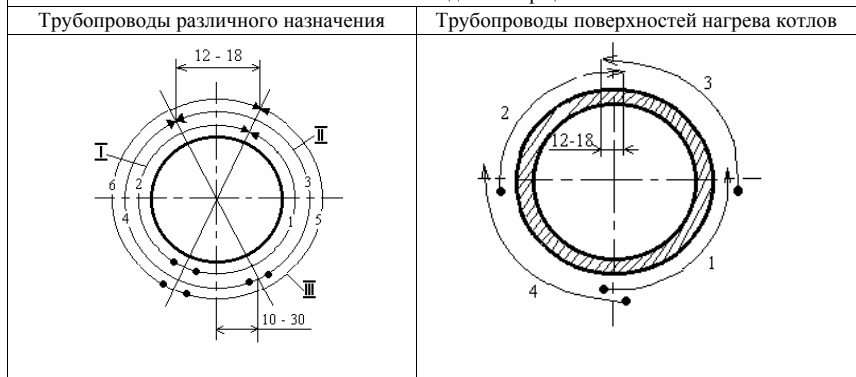 Трубопроводы различного назначения
Трубопроводы поверхностей нагрева котлов
12 - 18
I
II
6
2
3
4
1
5
III
10 - 30
3
2
12-18
1
4